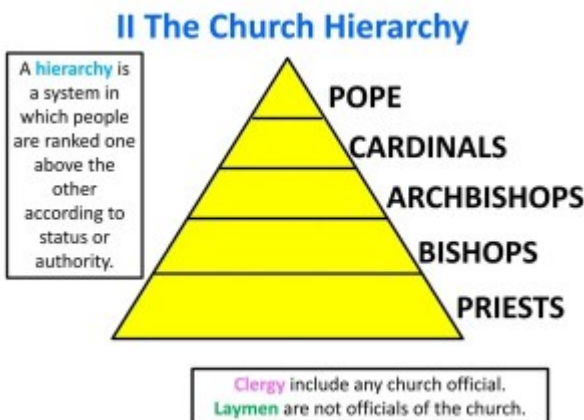 II The Church Hierarchy
A hierarchy is
a system in
which people
are ranked one
above the
other
according to
status or
authority.
POPE
CARDINALS
ARCHBISHOPS
BISHOPS
PRIESTS
Clergy include any church official.
Laymen are not officials of the church.